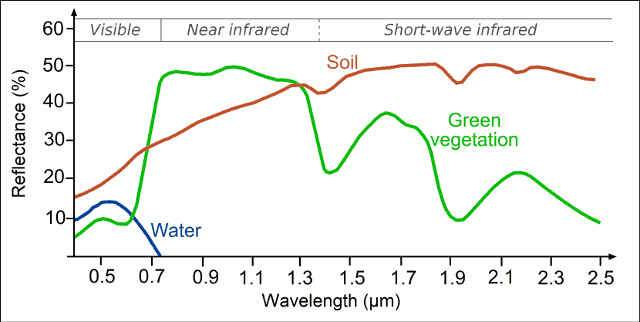 Visible Near infrared Short-wave infrared
60
50
40
30
20
10
Reflectance (%)
Soil
Green
vegetation
Water
0.5 0.7 0.9 1.1 1.3 1.5 1.7 1.9 2.1 2.3 2.5
Wavelength (µm)